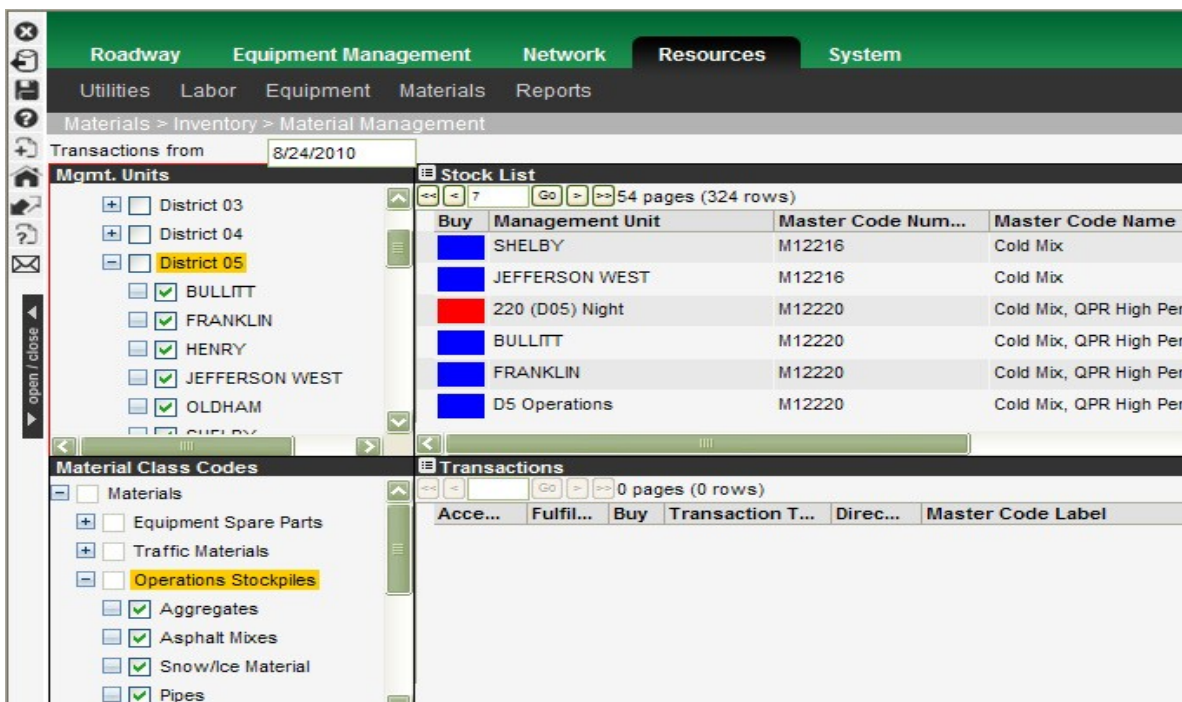 Roadway Equipment Management Network Resources System
Utilities Labor Equipment Materials Reports
Materials > Inventory > Material Management
Transactions from 8/24/2010
open / close
Mgmt. Units
District 03
District 04
District 05
BULLITT
FRANKLIN
HENRY
JEFFERSON WEST
OLDHAM
SHELBY
Stock List
<< < 7 Go > >> 54 pages (324 rows)
Buy Management Unit Master Code Num... Master Code Name
SHELBY M12216 Cold Mix
JEFFERSON WEST M12216 Cold Mix
220 (D05) Night M12220 Cold Mix, QPR High Per
BULLITT M12220 Cold Mix, QPR High Per
FRANKLIN M12220 Cold Mix, QPR High Per
D5 Operations M12220 Cold Mix, QPR High Per
Material Class Codes
Materials
Equipment Spare Parts
Traffic Materials
Operations Stockpiles
Aggregates
Asphalt Mixes
Snow/Ice Material
Pipes
Transactions
<< < Go > >> 0 pages (0 rows)
Acce... Fulfil... Buy Transaction T... Direc... Master Code Label